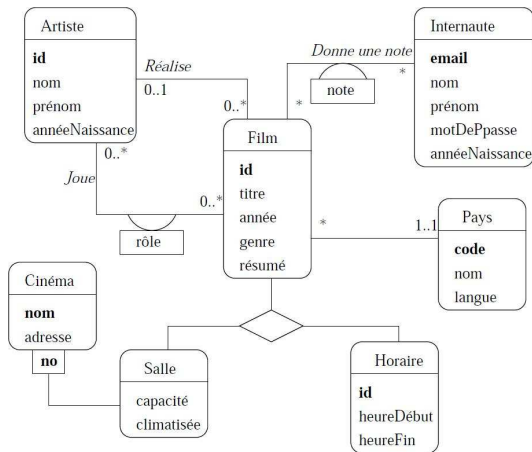 Artiste
id
nom
prénom
annéeNaissance
Réalise
0..1
0..*
Donne une note
*
*
note
Internaute
email
nom
prénom
motDePpasse
annéeNaissance
0..*
Joue
0..*
rôle
Film
id
titre
année
genre
résumé
*
1..1
Pays
code
nom
langue
Cinéma
nom
adresse
no
Salle
capacité
climatisée
Horaire
id
heureDébut
heureFin